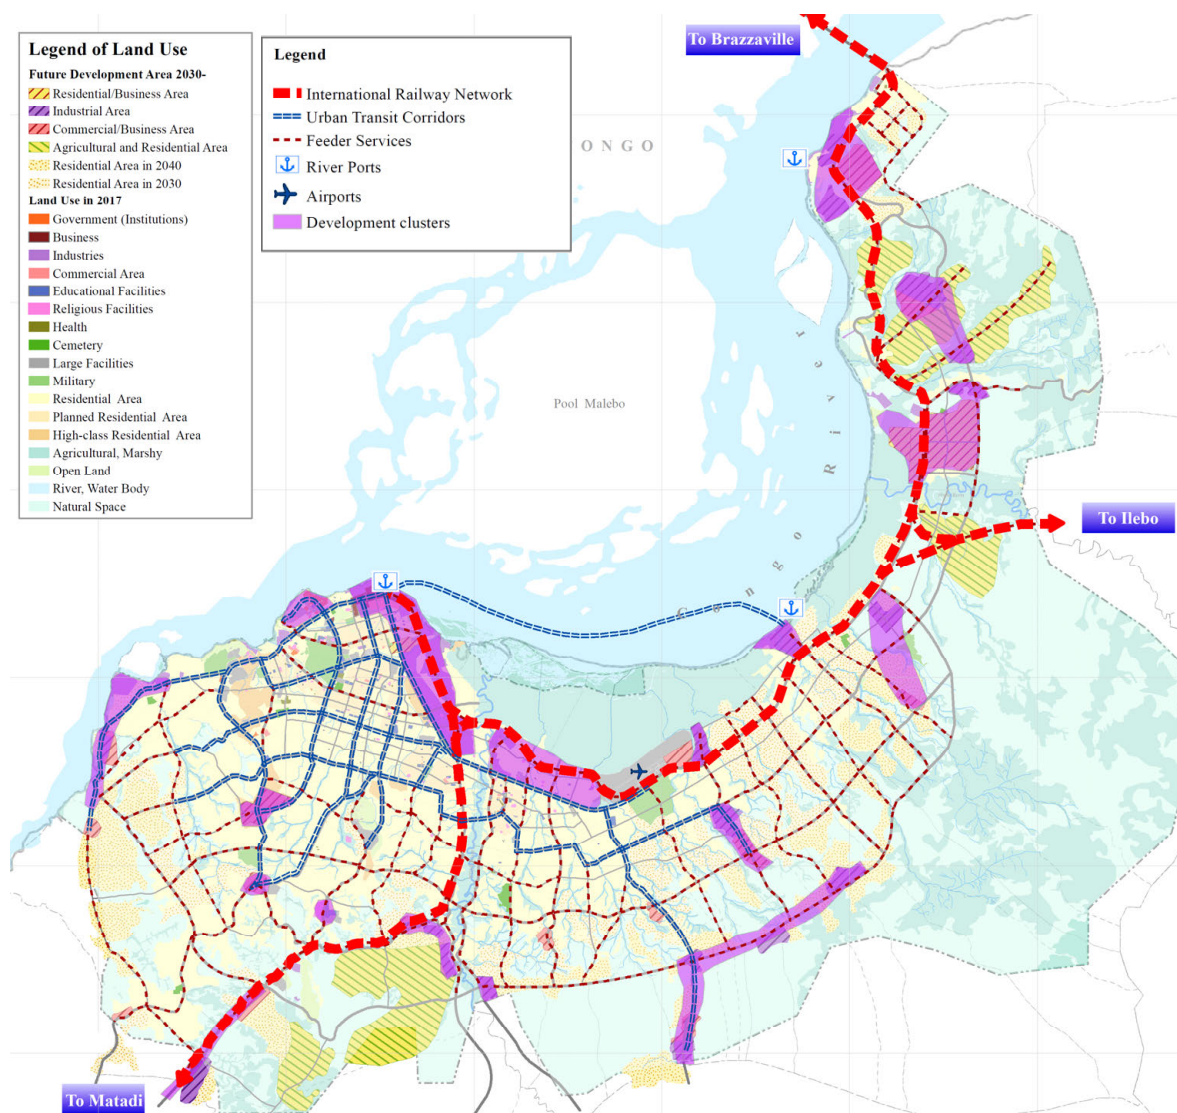 To Brazzaville
Legend of Land Use
Future Development Area 2030-
Residential/Business Area
Industrial Area
Commercial/Business Area
Agricultural and Residential Area
Residential Area in 2040
Residential Area in 2030
Land Use in 2017
Government (Institutions)
Business
Industries
Commercial Area
Educational Facilities
Religious Facilities
Health
Cemetery
Large Facilities
Military
Residential Area
Planned Residential Area
High-class Residential Area
Agricultural, Marshy
Open Land
River, Water Body
Natural Space
Legend
International Railway Network
Urban Transit Corridors
Feeder Services
River Ports
Airports
Development clusters
ONGO
Pool Malebo
Congo River
To Ilebo
To Matadi